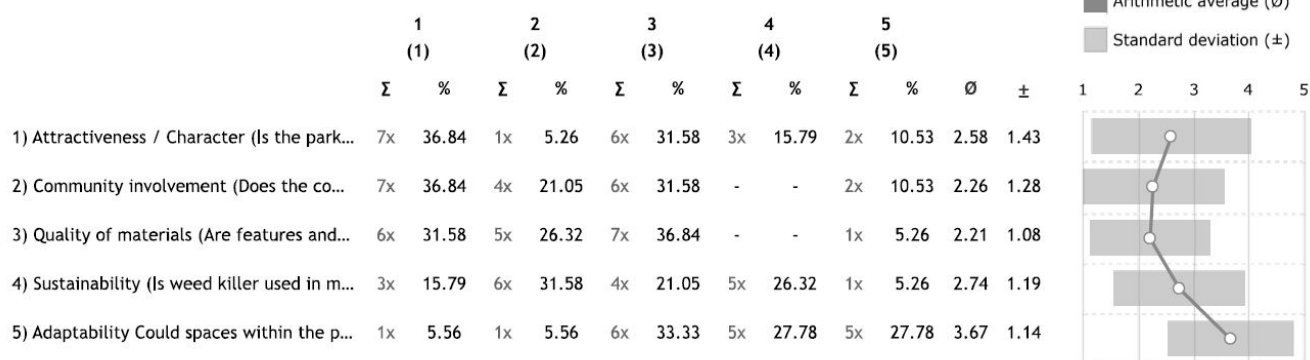 Arithmetic average (Ø)
Standard deviation (±)
1 2 3 4 5
(1) (2) (3) (4) (5)
Σ % Σ % Σ % Σ % Σ % Ø ± 1 2 3 4 5
1) Attractiveness / Character (Is the park... 7x 36.84 1x 5.26 6x 31.58 3x 15.79 2x 10.53 2.58 1.43
2) Community involvement (Does the co... 7x 36.84 4x 21.05 6x 31.58 - - 2x 10.53 2.26 1.28
3) Quality of materials (Are features and... 6x 31.58 5x 26.32 7x 36.84 - - 1x 5.26 2.21 1.08
4) Sustainability (Is weed killer used in m... 3x 15.79 6x 31.58 4x 21.05 5x 26.32 1x 5.26 2.74 1.19
5) Adaptability Could spaces within the p... 1x 5.56 1x 5.56 6x 33.33 5x 27.78 5x 27.78 3.67 1.14